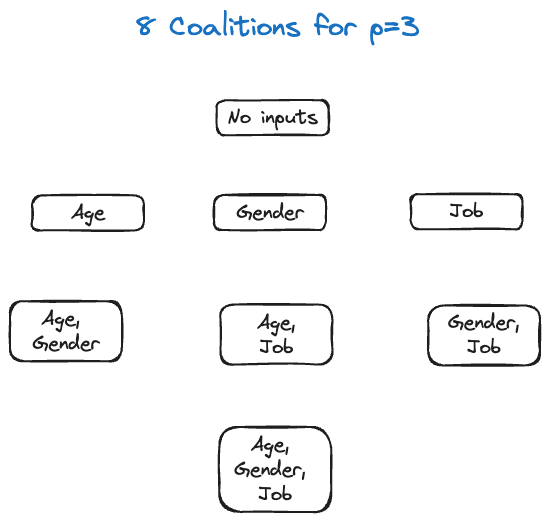 8 Coalitions for p=3
No inputs
Age
Gender
Job
Age,
Gender
Age,
Job
Gender,
Job
Age,
Gender,
Job